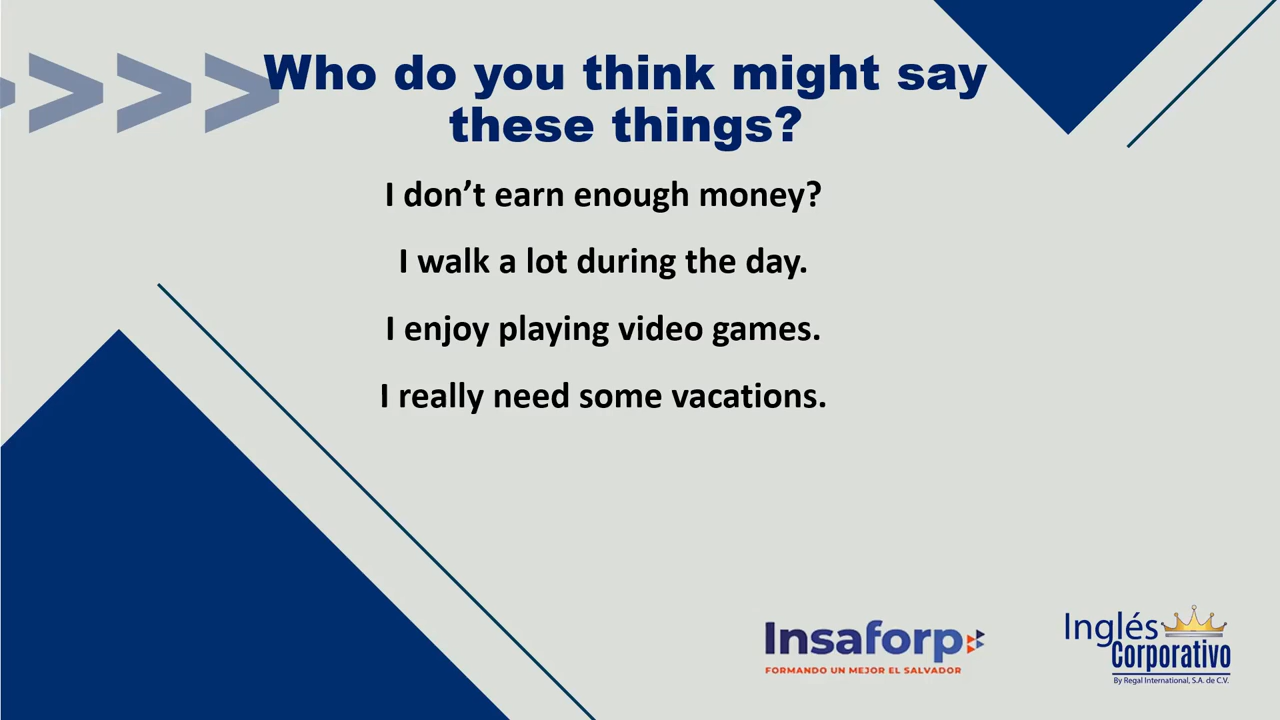 Who do you think might say
these things?
I don’t earn enough money?
I walk a lot during the day.
I enjoy playing video games.
I really need some vacations.
Insaforp
FORMANDO UN MEJOR EL SALVADOR
Inglés
Corporativo
By Regal International, S.A. de C.V.